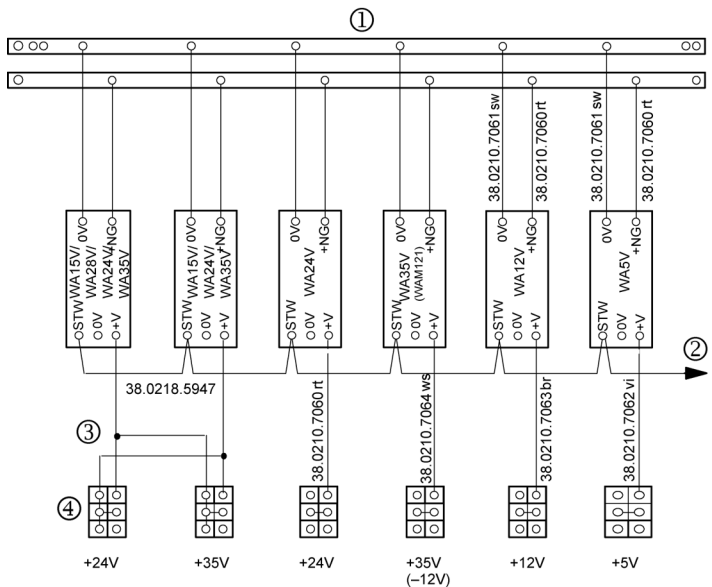 ①
38.0210.7061 sw
38.0210.7060 rt
38.0210.7061 sw
38.0210.7060 rt
0V
+NG
WA15V/
WA28V/
WA24V/
WA35V
STW
0V
+V
0V
+NG
WA15V/
WA24V/
WA35V
STW
0V
+V
0V
+NG
WA24V
STW
0V
+V
0V
+NG
WA35V
(WAM121)
STW
0V
+V
0V
+NG
WA12V
STW
0V
+V
0V
+NG
WA5V
STW
0V
+V
②
38.0218.5947
38.0210.7060 rt
38.0210.7064 ws
38.0210.7063 br
38.0210.7062 vi
③
④
+24V
+35V
+24V
+35V
(–12V)
+12V
+5V